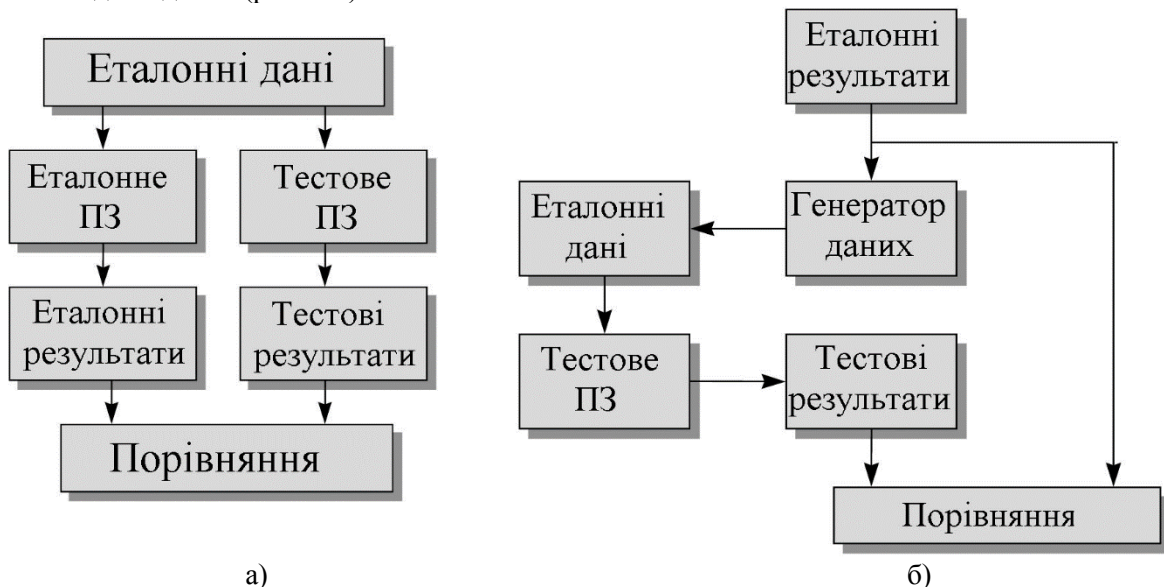 Еталонні дані
Еталонне
ПЗ
Тестове
ПЗ
Еталонні
результати
Тестові
результати
Порівняння
а)
Еталонні
результати
Генератор
даних
Еталонні
дані
Тестове
ПЗ
Тестові
результати
Порівняння
б)